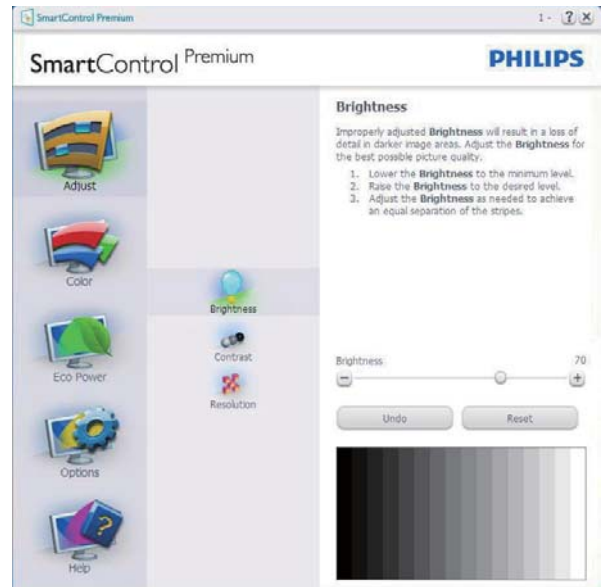 SmartControl Premium
1 - ? X
SmartControl Premium
PHILIPS
Adjust
Color
Eco Power
Options
Help
Brightness
Contrast
Resolution
Brightness
Improperly adjusted Brightness will result in a loss of
detail in darker image areas. Adjust the Brightness for
the best possible picture quality.
1. Lower the Brightness to the minimum level.
2. Raise the Brightness to the desired level.
3. Adjust the Brightness as needed to achieve
an equal separation of the stripes.
Brightness 70
Undo Reset